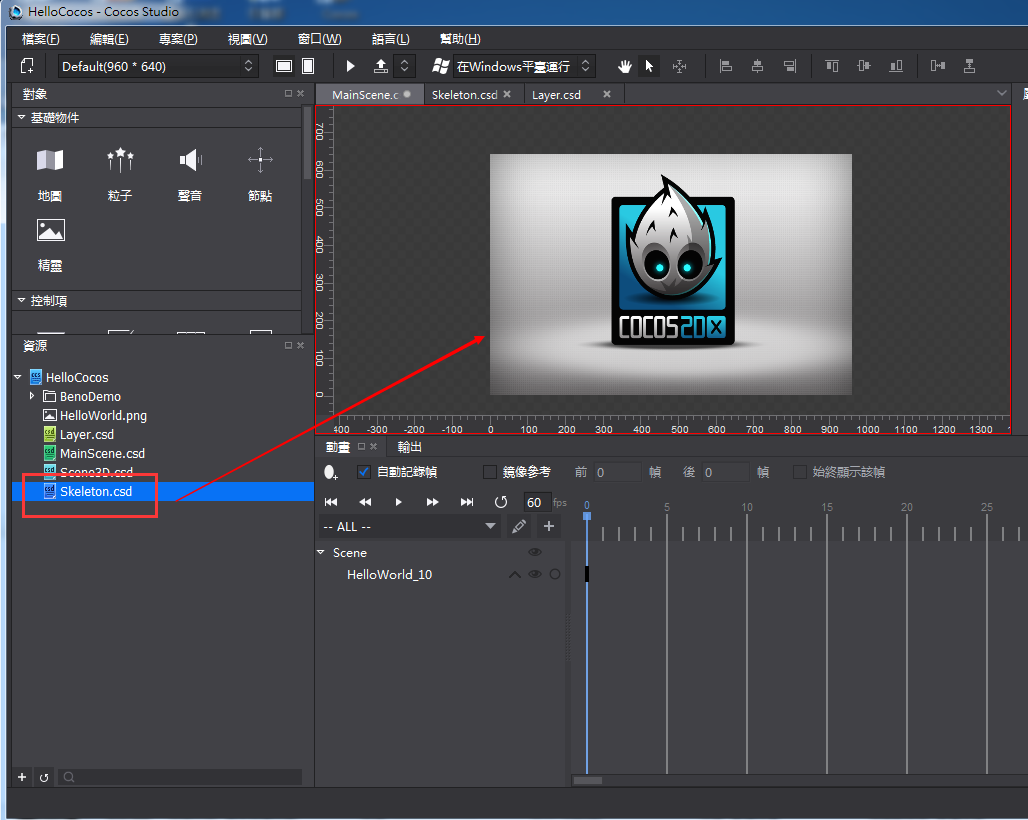 HelloCocos - Cocos Studio
檔案(F) 編輯(E) 專案(P) 視圖(V) 窗口(W) 語言(L) 幫助(H)
Default(960 * 640) 在Windows平臺運行
對象
MainScene.c Skeleton.csd Layer.csd
基礎物件
地圖 粒子 聲音 節點
精靈
控制項
700
600
500
400
300
200
100
0
COCOS2DX
400 -300 -200 -100 0 100 200 300 400 500 600 700 800 900 1000 1100 1200 1300
資源
HelloCocos
BenoDemo
HelloWorld.png
Layer.csd
MainScene.csd
Scene3D.csd
Skeleton.csd
動畫 輸出
自動記錄幀 鏡像參考 前 0 幀 後 0 幀 始終顯示該幀
60 fps
0 5 10 15 20 25
-- ALL --
Scene
HelloWorld_10